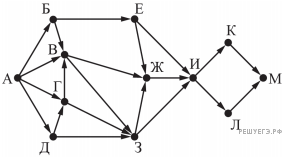 Б Е
К
В
А Ж И М
Г
Л
Д З
РЕШУЕГЭ.РФ